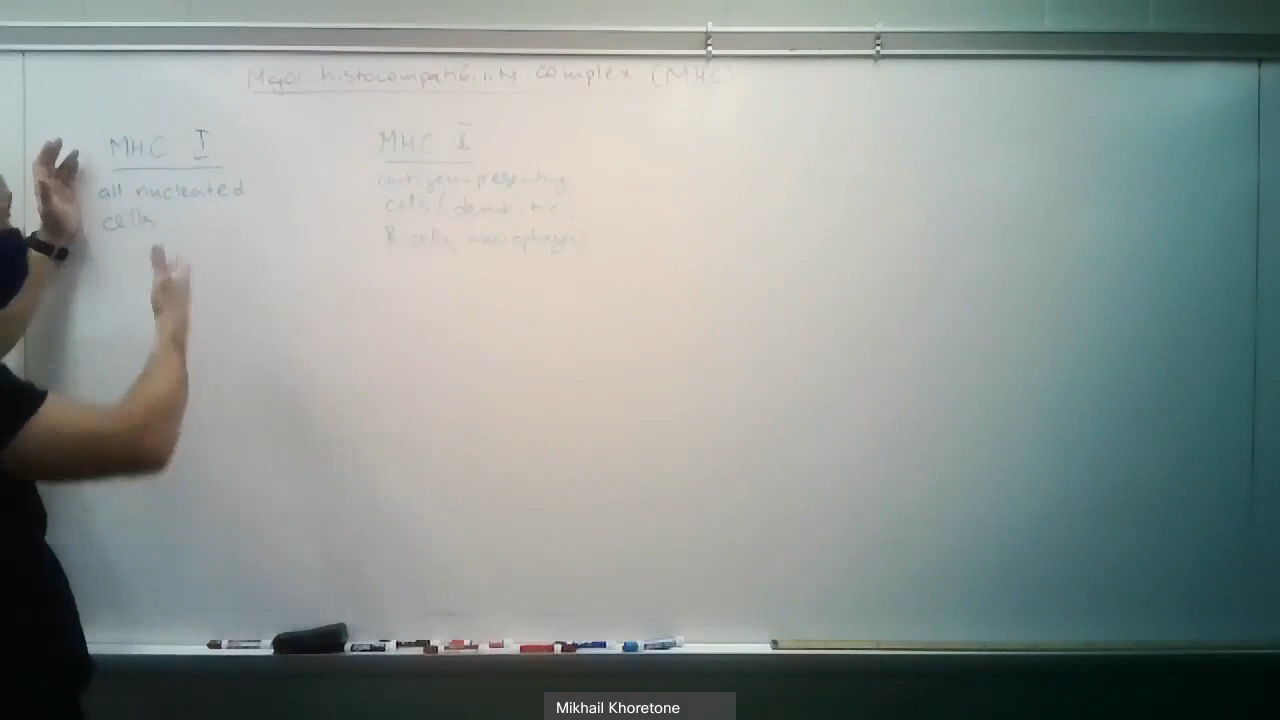 Major histocompatibility complex (MHC
MHC I
all nucleated
cells
MHC II
antigen presenting
cells / dendritic,
B cells, macrophages
Mikhail Khoretone